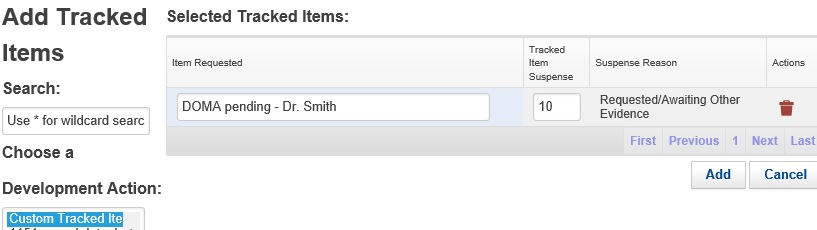 Add Tracked
Items
Search:
Use * for wildcard searc
Choose a
Development Action:
Custom Tracked Ite
Selected Tracked Items:
Item Requested
Tracked
Item
Suspense
Suspense Reason
Actions
DOMA pending - Dr. Smith
10
Requested/Awaiting Other
Evidence
First Previous 1 Next Last
Add Cancel